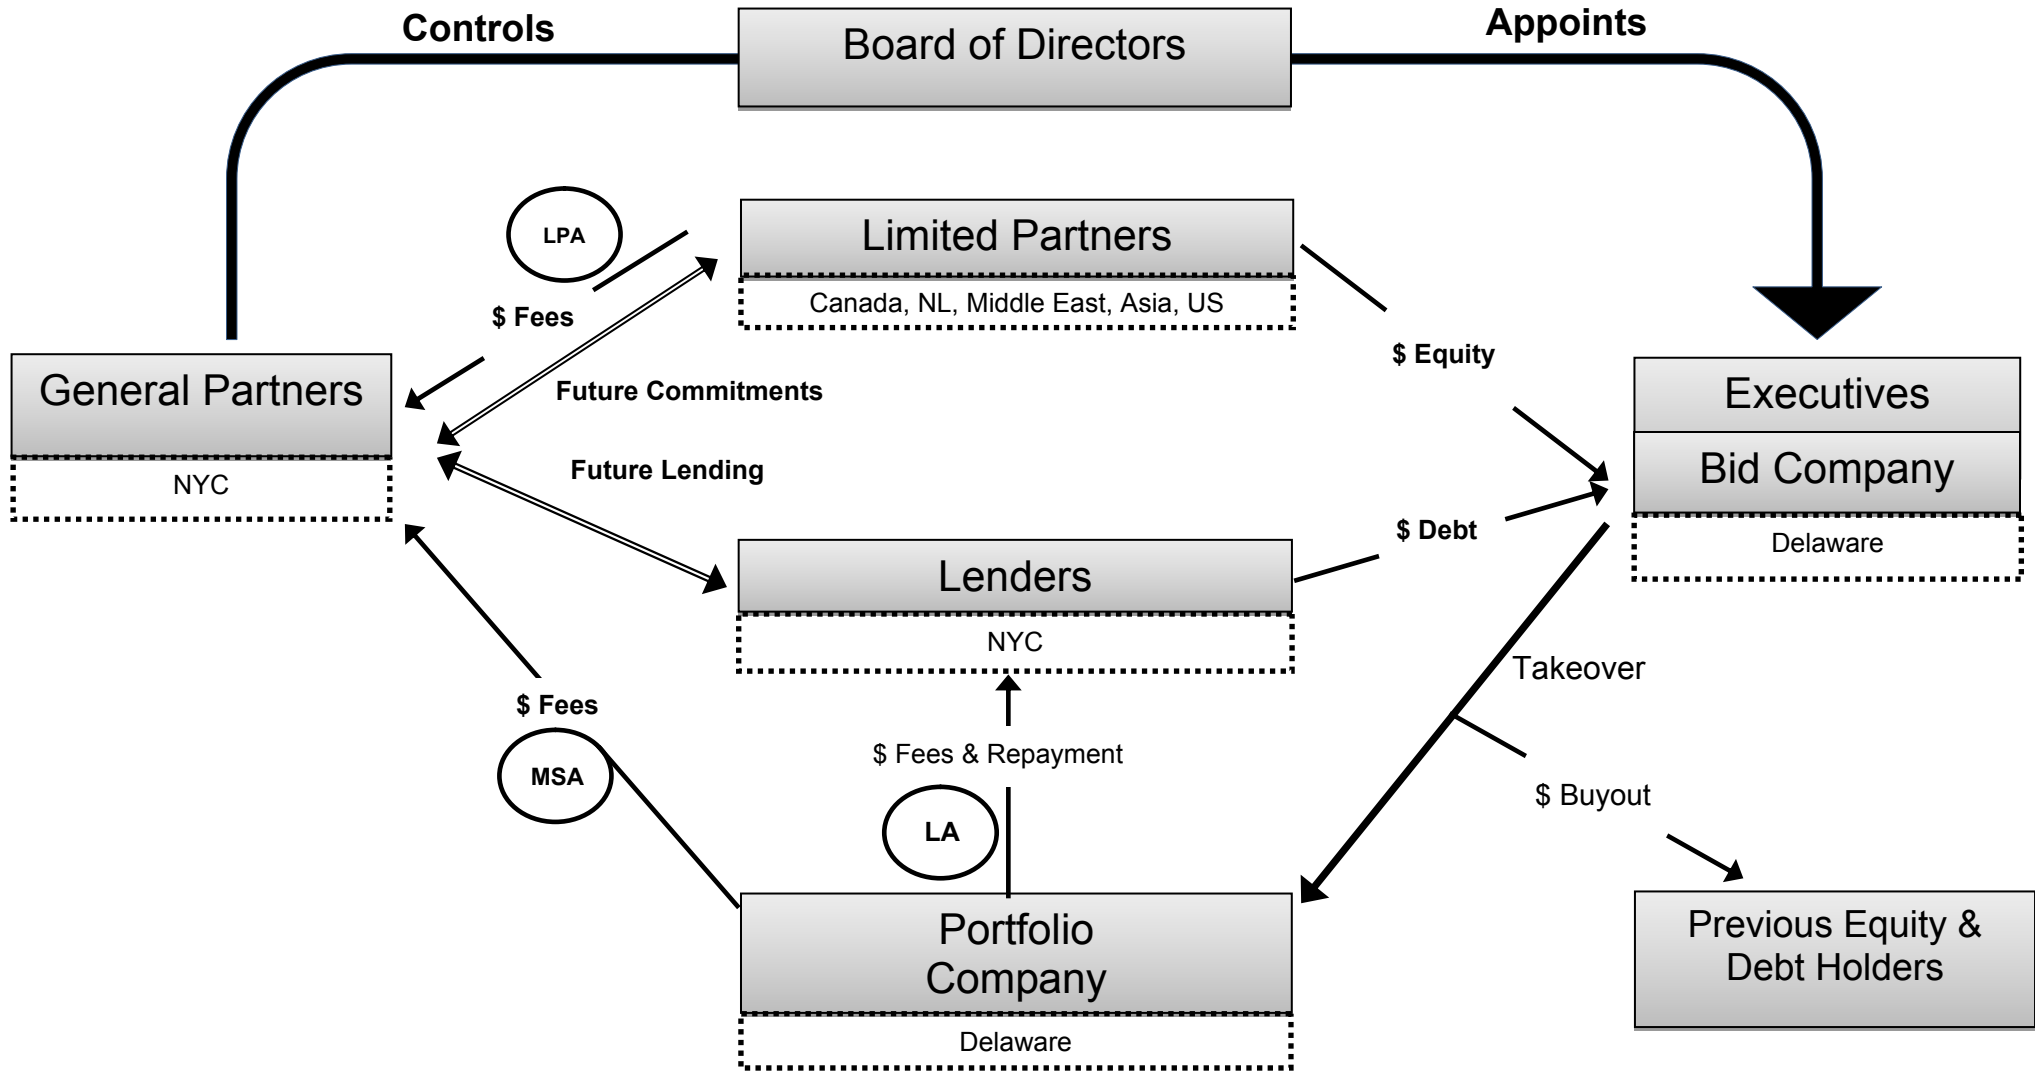 Controls
Board of Directors
Appoints
LPA
Limited Partners
Canada, NL, Middle East, Asia, US
$ Fees
$ Equity
General Partners
NYC
Future Commitments
Executives
Bid Company
Delaware
Future Lending
$ Debt
Lenders
NYC
Takeover
$ Fees
MSA
$ Fees & Repayment
LA
$ Buyout
Portfolio
Company
Delaware
Previous Equity &
Debt Holders